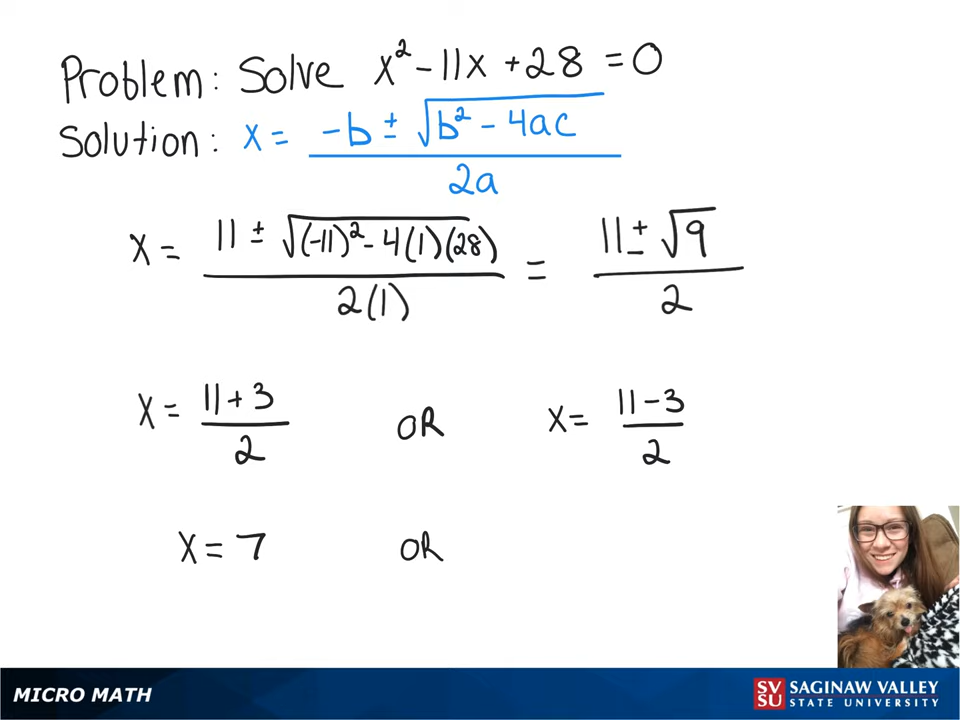 Problem: Solve x² - 11x + 28 = 0
Solution: x = (-b ± √(b² - 4ac)) / 2a
x = (11 ± √((-11)² - 4(1)(28))) / 2(1) = (11 ± √9) / 2
x = (11 + 3) / 2 OR x = (11 - 3) / 2
x = 7 OR
MICRO MATH
SVSU SAGINAW VALLEY
STATE UNIVERSITY